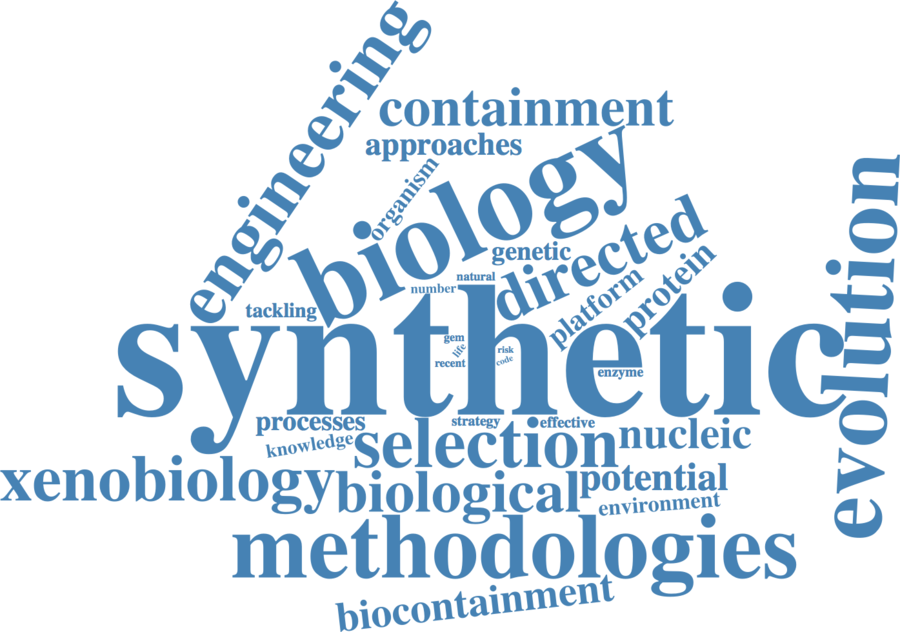 engineering
containment
approaches
organism
biology
evolution
genetic
directed
natural
number
platform
protein
tackling
synthetic
gem
life
risk
recent
code
enzyme
processes
strategy
effective
knowledge
selection
nucleic
xenobiology
biological
potential
environment
methodologies
biocontainment